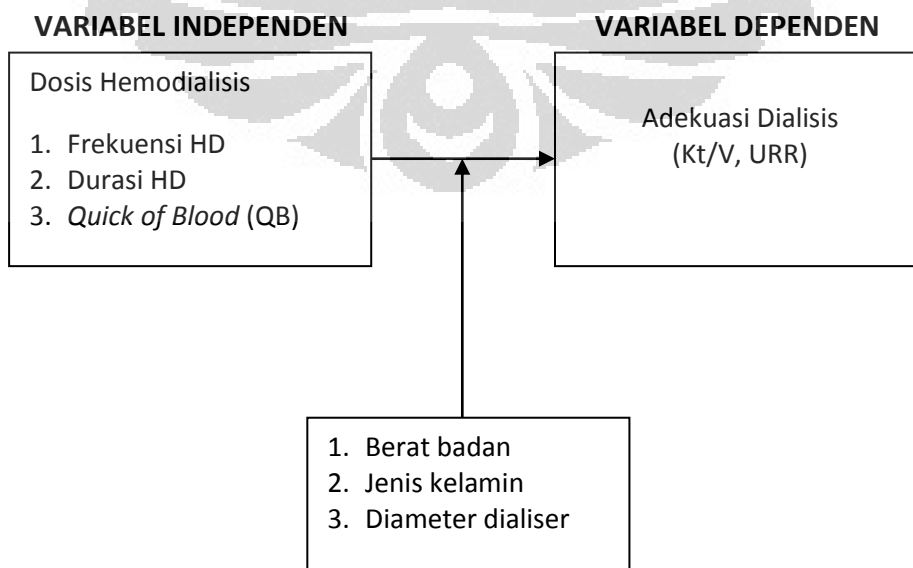 VARIABEL INDEPENDEN
VARIABEL DEPENDEN
Dosis Hemodialisis
1. Frekuensi HD
2. Durasi HD
3. Quick of Blood (QB)
Adekuasi Dialisis
(Kt/V, URR)
1. Berat badan
2. Jenis kelamin
3. Diameter dialiser